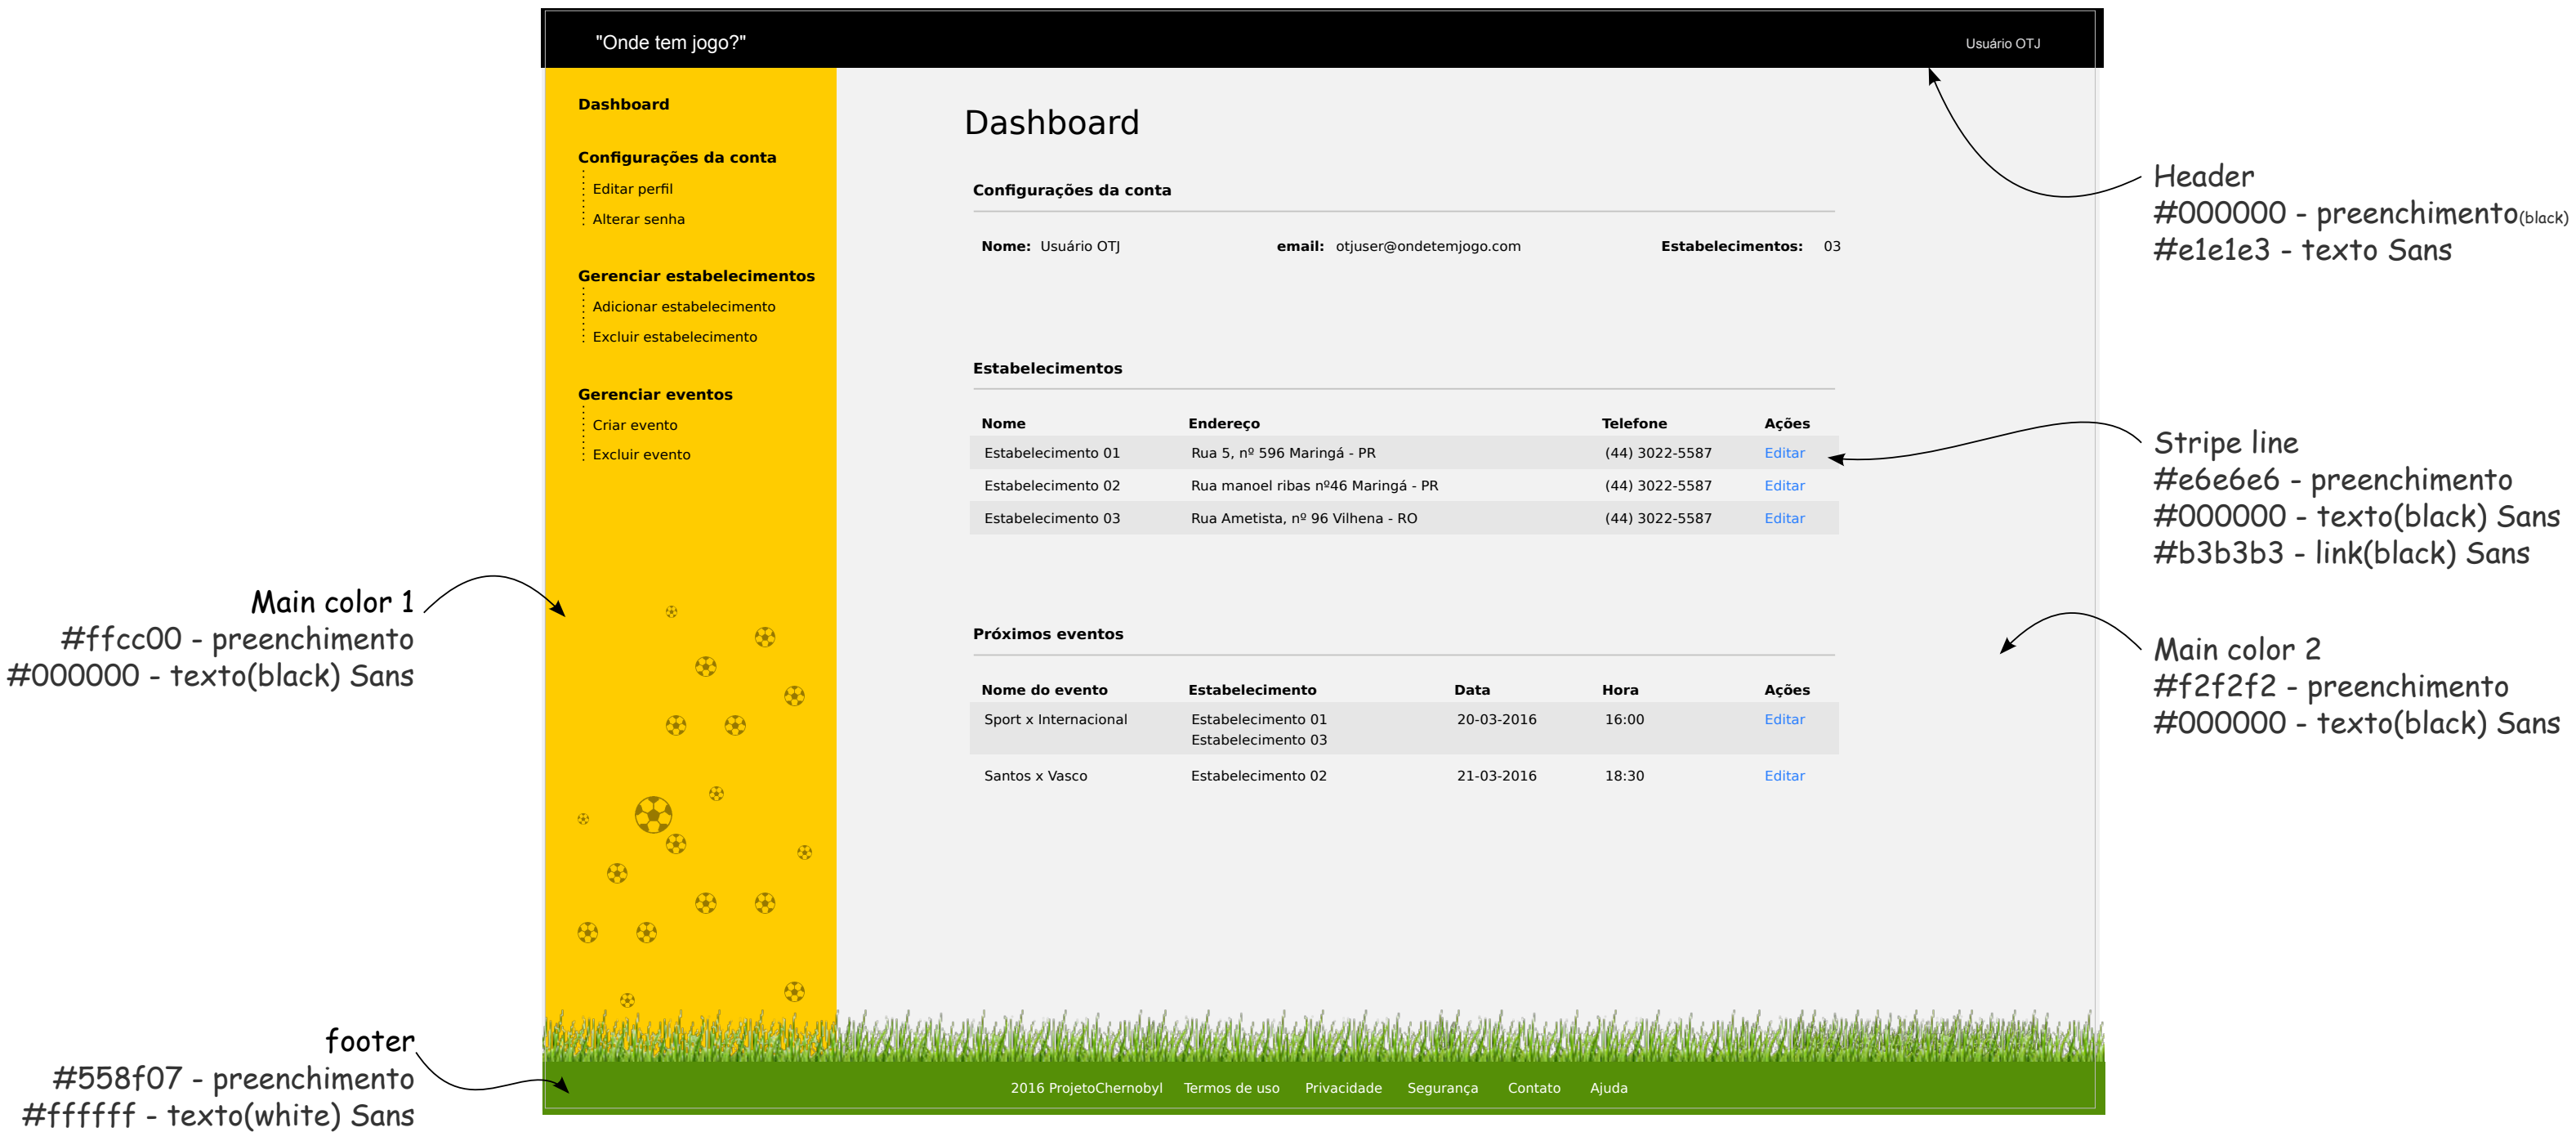 "Onde tem jogo?"
Usuário OTJ
Dashboard
Configurações da conta
Editar perfil
Alterar senha
Gerenciar estabelecimentos
Adicionar estabelecimento
Excluir estabelecimento
Gerenciar eventos
Criar evento
Excluir evento
Dashboard
Configurações da conta
Nome: Usuário OTJ email: otjuser@ondetemjogo.com Estabelecimentos: 03
Estabelecimentos
Nome Endereço Telefone Ações
Estabelecimento 01 Rua 5, nº 596 Maringá - PR (44) 3022-5587 Editar
Estabelecimento 02 Rua manoel ribas nº46 Maringá - PR (44) 3022-5587 Editar
Estabelecimento 03 Rua Ametista, nº 96 Vilhena - RO (44) 3022-5587 Editar
Próximos eventos
Nome do evento Estabelecimento Data Hora Ações
Sport x Internacional Estabelecimento 01 20-03-2016 16:00 Editar
Estabelecimento 03
Santos x Vasco Estabelecimento 02 21-03-2016 18:30 Editar
2016 ProjetoChernobyl Termos de uso Privacidade Segurança Contato Ajuda
Main color 1
#ffcc00 - preenchimento
#000000 - texto(black) Sans
footer
#558f07 - preenchimento
#ffffff - texto(white) Sans
Header
#000000 - preenchimento(black)
#e1e1e3 - texto Sans
Stripe line
#e6e6e6 - preenchimento
#000000 - texto(black) Sans
#b3b3b3 - link(black) Sans
Main color 2
#f2f2f2 - preenchimento
#000000 - texto(black) Sans